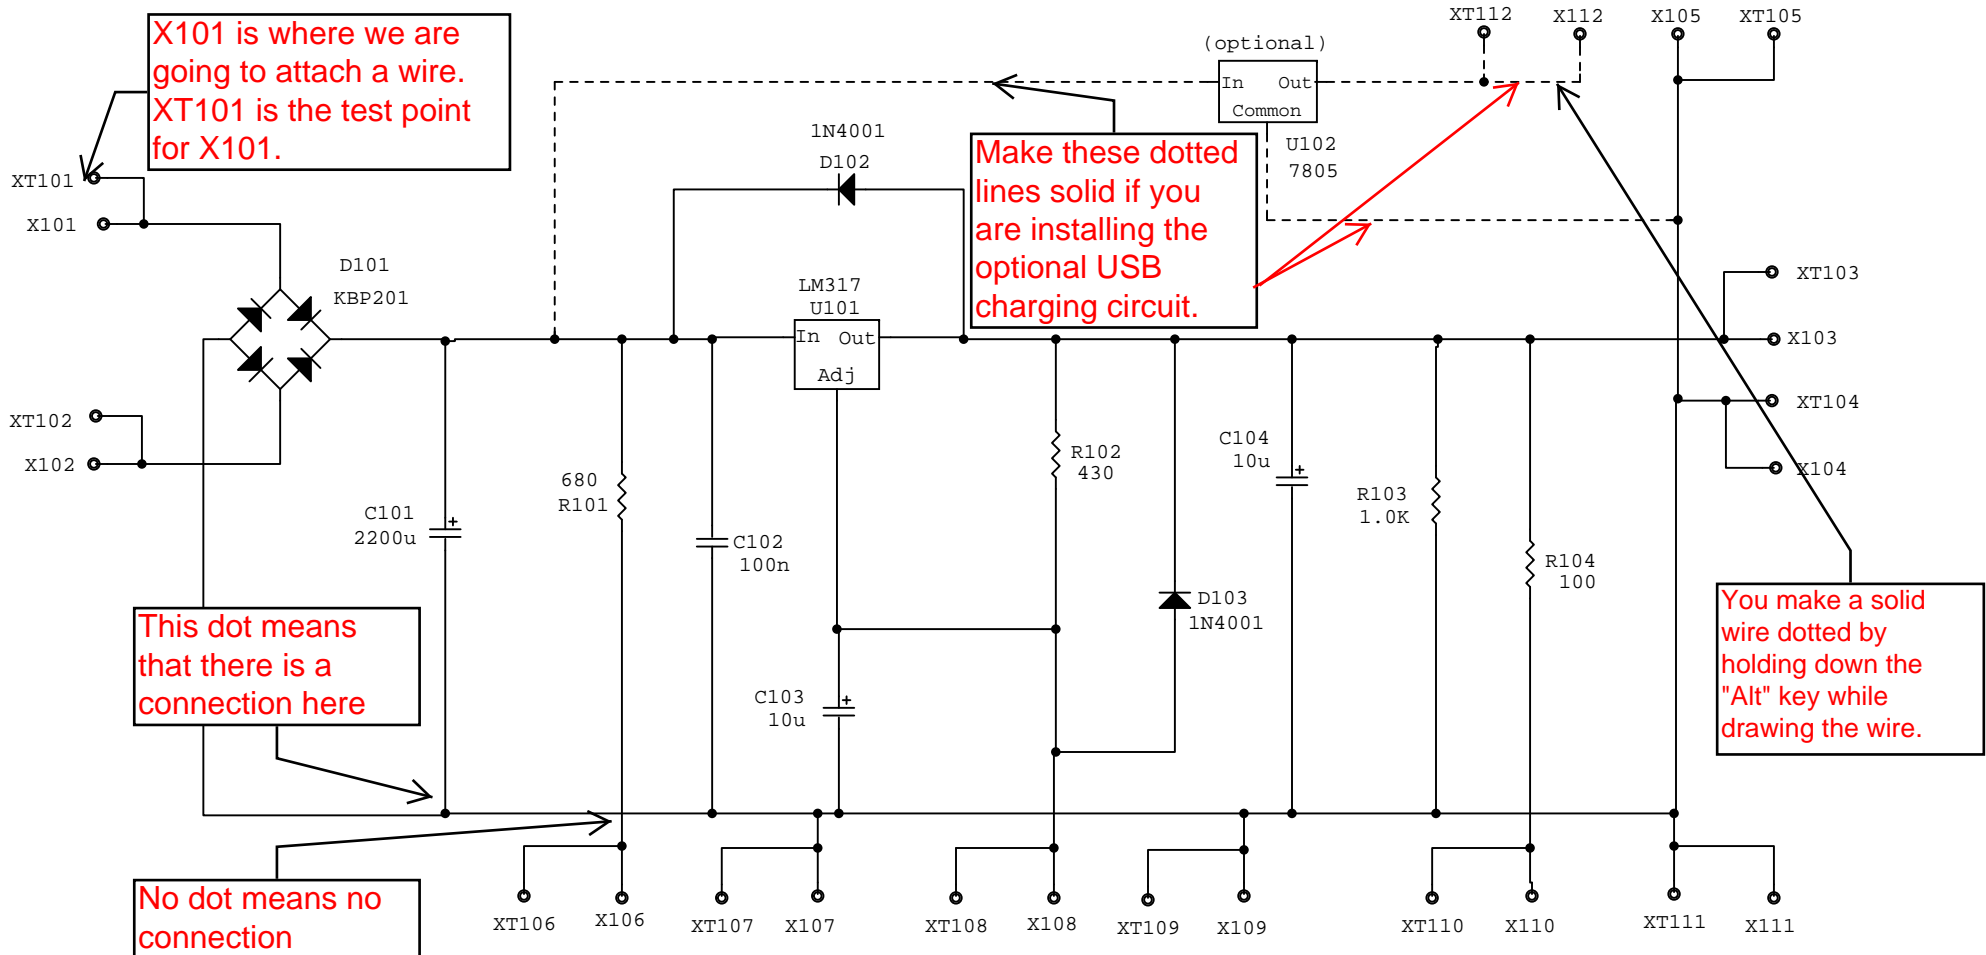 X101 is where we are
going to attach a wire.
XT101 is the test point
for X101.
XT112
X112
X105
XT105
(optional)
In Out
Common
U102
7805
1N4001
D102
Make these dotted
lines solid if you
are installing the
optional USB
charging circuit.
XT101
X101
D101
KBP201
LM317
U101
In Out
Adj
XT103
X103
XT102
X102
XT104
X104
680
R101
C101
2200u
+
C102
100n
R102
430
C104
10u
+
R103
1.0K
R104
100
D103
1N4001
C103
10u
+
This dot means
that there is a
connection here
You make a solid
wire dotted by
holding down the
"Alt" key while
drawing the wire.
No dot means no
connection
XT106
X106
XT107
X107
XT108
X108
XT109
X109
XT110
X110
XT111
X111